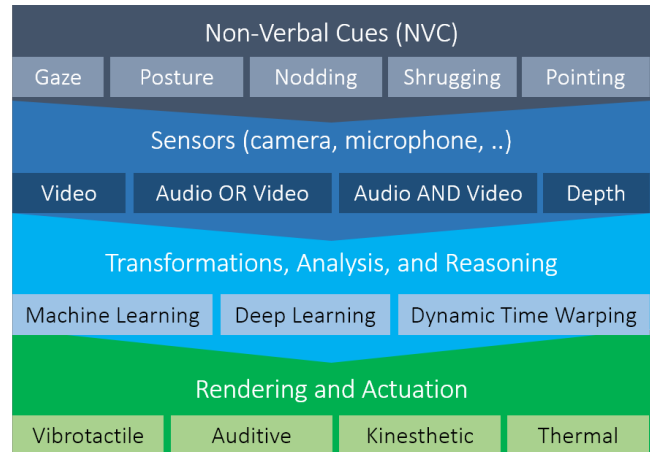 Non-Verbal Cues (NVC)
Gaze Posture Nodding Shrugging Pointing
Sensors (camera, microphone, ..)
Video Audio OR Video Audio AND Video Depth
Transformations, Analysis, and Reasoning
Machine Learning Deep Learning Dynamic Time Warping
Rendering and Actuation
Vibrotactile Auditive Kinesthetic Thermal